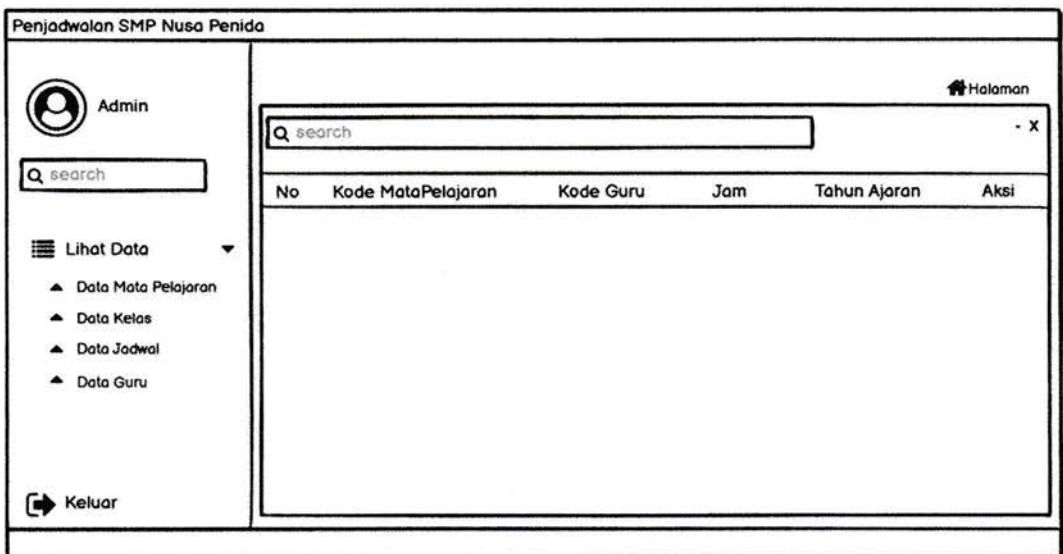 Penjadwalan SMP Nusa Penida
Admin
search
Lihat Data
Data Mata Pelajaran
Data Kelas
Data Jadwal
Data Guru
Keluar
Halaman
search
- X
No Kode MataPelajaran Kode Guru Jam Tahun Ajaran Aksi